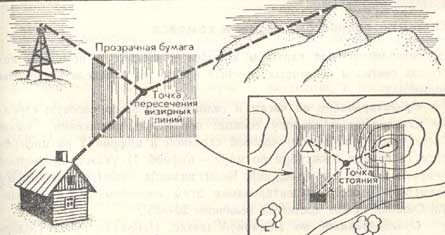 Прозрачная бумага
Точка
пересечения
визирных
линий
Точка
стояния